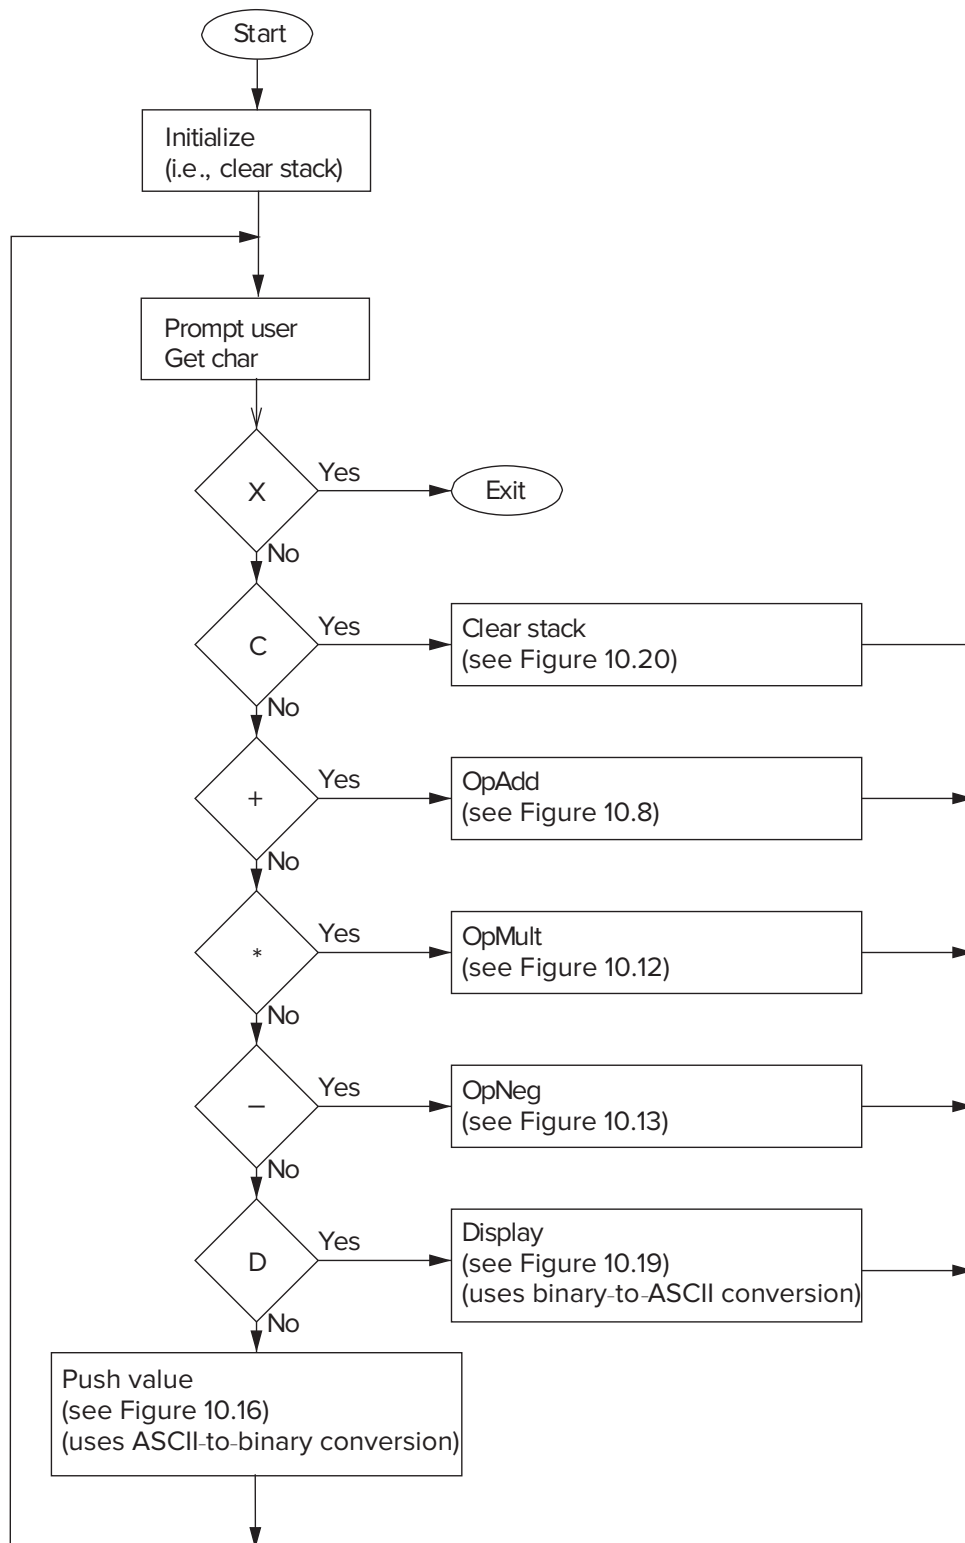 Start
Initialize
(i.e., clear stack)
Prompt user
Get char
X
Yes
Exit
No
C
Yes
Clear stack
(see Figure 10.20)
No
+
Yes
OpAdd
(see Figure 10.8)
No
*
Yes
OpMult
(see Figure 10.12)
No
−
Yes
OpNeg
(see Figure 10.13)
No
D
Yes
Display
(see Figure 10.19)
(uses binary-to-ASCII conversion)
No
Push value
(see Figure 10.16)
(uses ASCII-to-binary conversion)